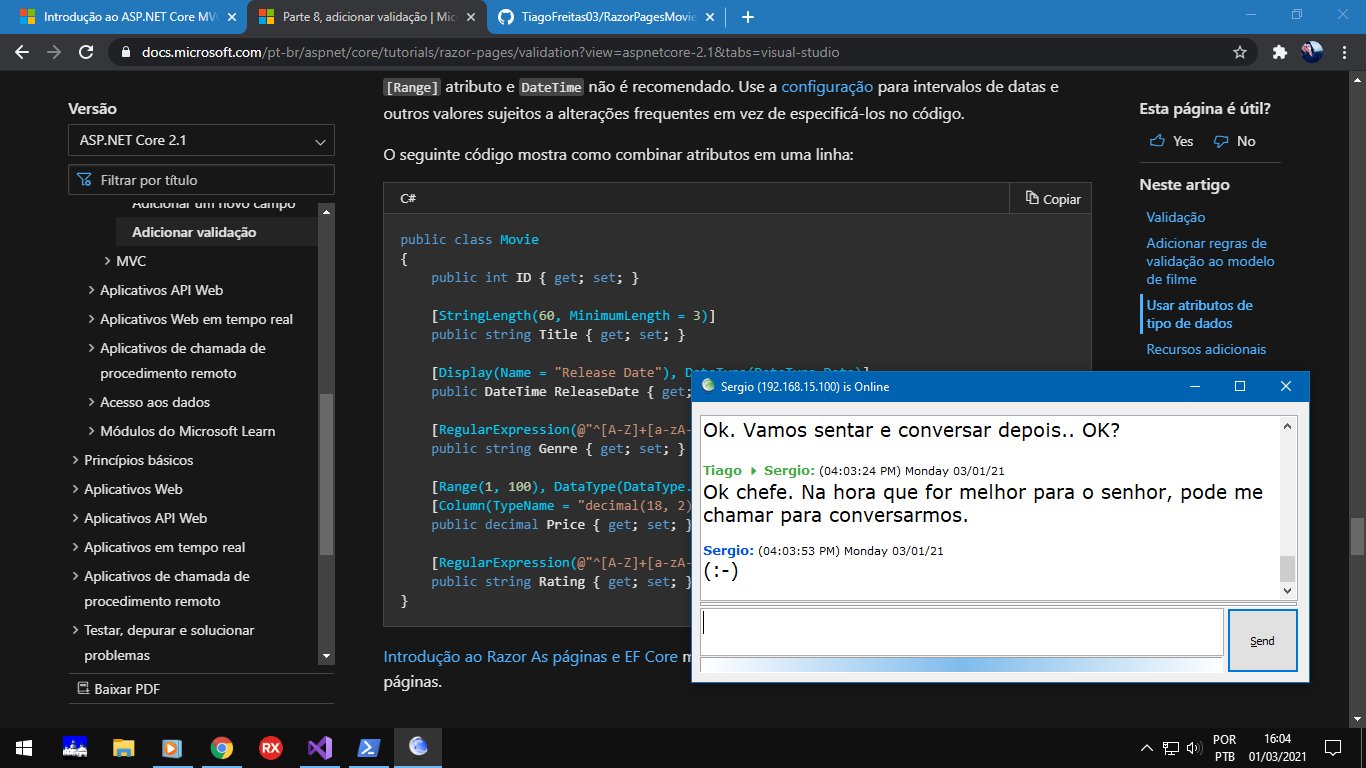 Introdução ao ASP.NET Core MVC
Parte 8, adicionar validação | Mic
TiagoFreitas03/RazorPagesMovie
docs.microsoft.com/pt-br/aspnet/core/tutorials/razor-pages/validation?view=aspnetcore-2.1&tabs=visual-studio
Versão
ASP.NET Core 2.1
Filtrar por título
Adicionar um novo campo
Adicionar validação
MVC
Aplicativos API Web
Aplicativos Web em tempo real
Aplicativos de chamada de
procedimento remoto
Acesso aos dados
Módulos do Microsoft Learn
Princípios básicos
Aplicativos Web
Aplicativos API Web
Aplicativos em tempo real
Aplicativos de chamada de
procedimento remoto
Testar, depurar e solucionar
problemas
Baixar PDF
[Range] atributo e DateTime não é recomendado. Use a configuração para intervalos de datas e
outros valores sujeitos a alterações frequentes em vez de especificá-los no código.
O seguinte código mostra como combinar atributos em uma linha:
C#
Copiar
public class Movie
{
public int ID { get; set; }
[StringLength(60, MinimumLength = 3)]
public string Title { get; set; }
[Display(Name = "Release Date"), DataType(DataType.Date)]
public DateTime ReleaseDate { get;
[RegularExpression(@"^[A-Z]+[a-zA-
public string Genre { get; set; }
[Range(1, 100), DataType(DataType.
[Column(TypeName = "decimal(18, 2)
public decimal Price { get; set; }
[RegularExpression(@"^[A-Z]+[a-zA-
public string Rating { get; set; }
}
Introdução ao Razor As páginas e EF Core
páginas.
Esta página é útil?
Yes No
Neste artigo
Validação
Adicionar regras de
validação ao modelo
de filme
Usar atributos de
tipo de dados
Recursos adicionais
Sergio (192.168.15.100) is Online
Ok. Vamos sentar e conversar depois.. OK?
Tiago Sergio: (04:03:24 PM) Monday 03/01/21
Ok chefe. Na hora que for melhor para o senhor, pode me
chamar para conversarmos.
Sergio: (04:03:53 PM) Monday 03/01/21
(:-)
Send
RX
POR
PTB
16:04
01/03/2021